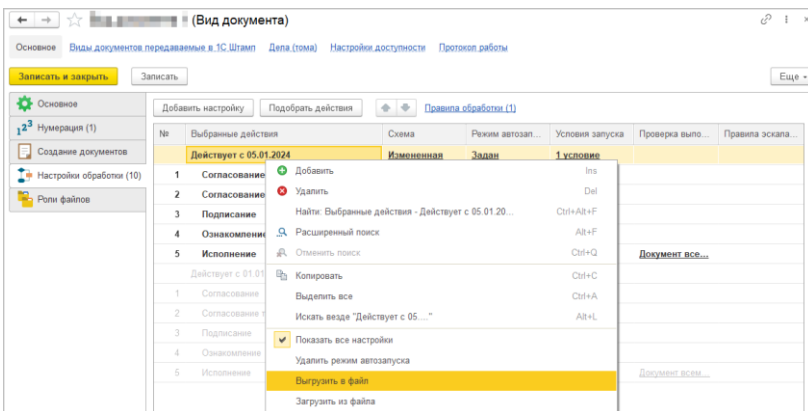 (Вид документа)
Основное Виды документов передаваемые в 1С.Штамп Дела (тома) Настройки доступности Протокол работы
Записать и закрыть Записать Еще
Основное
Нумерация (1)
Создание документов
Настройки обработки (10)
Роли файлов
Добавить настройку Подобрать действия Правила обработки (1)
№ Выбранные действия Схема Режим автозап... Условия запуска Проверка выпо... Правила эскала...
Действует с 05.01.2024 Измененная Задан 1 условие
1 Согласование
2 Согласование
3 Подписание
4 Ознакомление
5 Исполнение Документ все...
Действует с 01.01
1 Согласование
2 Согласование
3 Подписание
4 Ознакомление
5 Исполнение Документ всем...
Добавить Ins
Удалить Del
Найти: Выбранные действия - Действует с 05.01.20... Ctrl+Alt+F
Расширенный поиск Alt+F
Отменить поиск Ctrl+Q
Копировать Ctrl+C
Выделить все Ctrl+A
Искать везде "Действует с 05...." Alt+L
Показать все настройки
Удалить режим автозапуска
Выгрузить в файл
Загрузить из файла